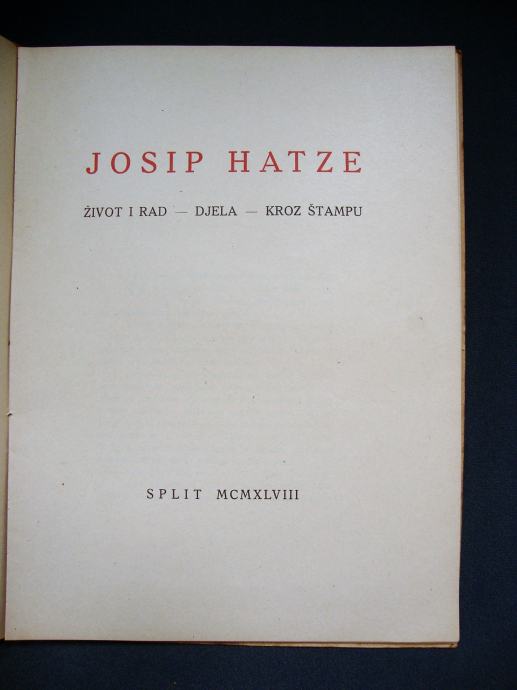 JOSIP HATZE
ŽIVOT I RAD — DJELA — KROZ ŠTAMPU
SPLIT MCMXLVIII